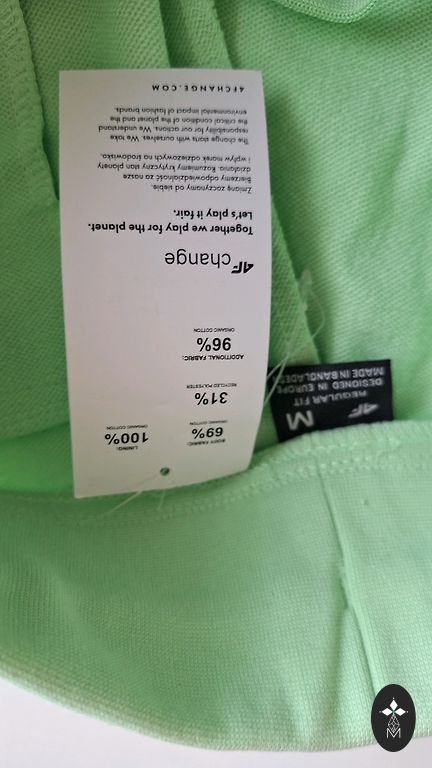 BODY FABRIC:
69%
ORGANIC COTTON
31%
RECYCLED POLYESTER
LINING:
100%
ORGANIC COTTON
ADDITIONAL FABRIC:
96%
ORGANIC COTTON
4F change
Together we play for the planet.
Let's play it fair.
Zmianę zaczynamy od siebie.
Bierzemy odpowiedzialność za nasze
działania. Rozumiemy krytyczny stan planety
i wpływ marek odzieżowych na środowisko.
The change starts with ourselves. We take
responsibility for our actions. We understand
the critical condition of the planet and the
environmental impact of fashion brands.
4FCHANGE.COM
4F
M
REGULAR FIT
DESIGNED IN EUROPE
MADE IN BANGLADES
M